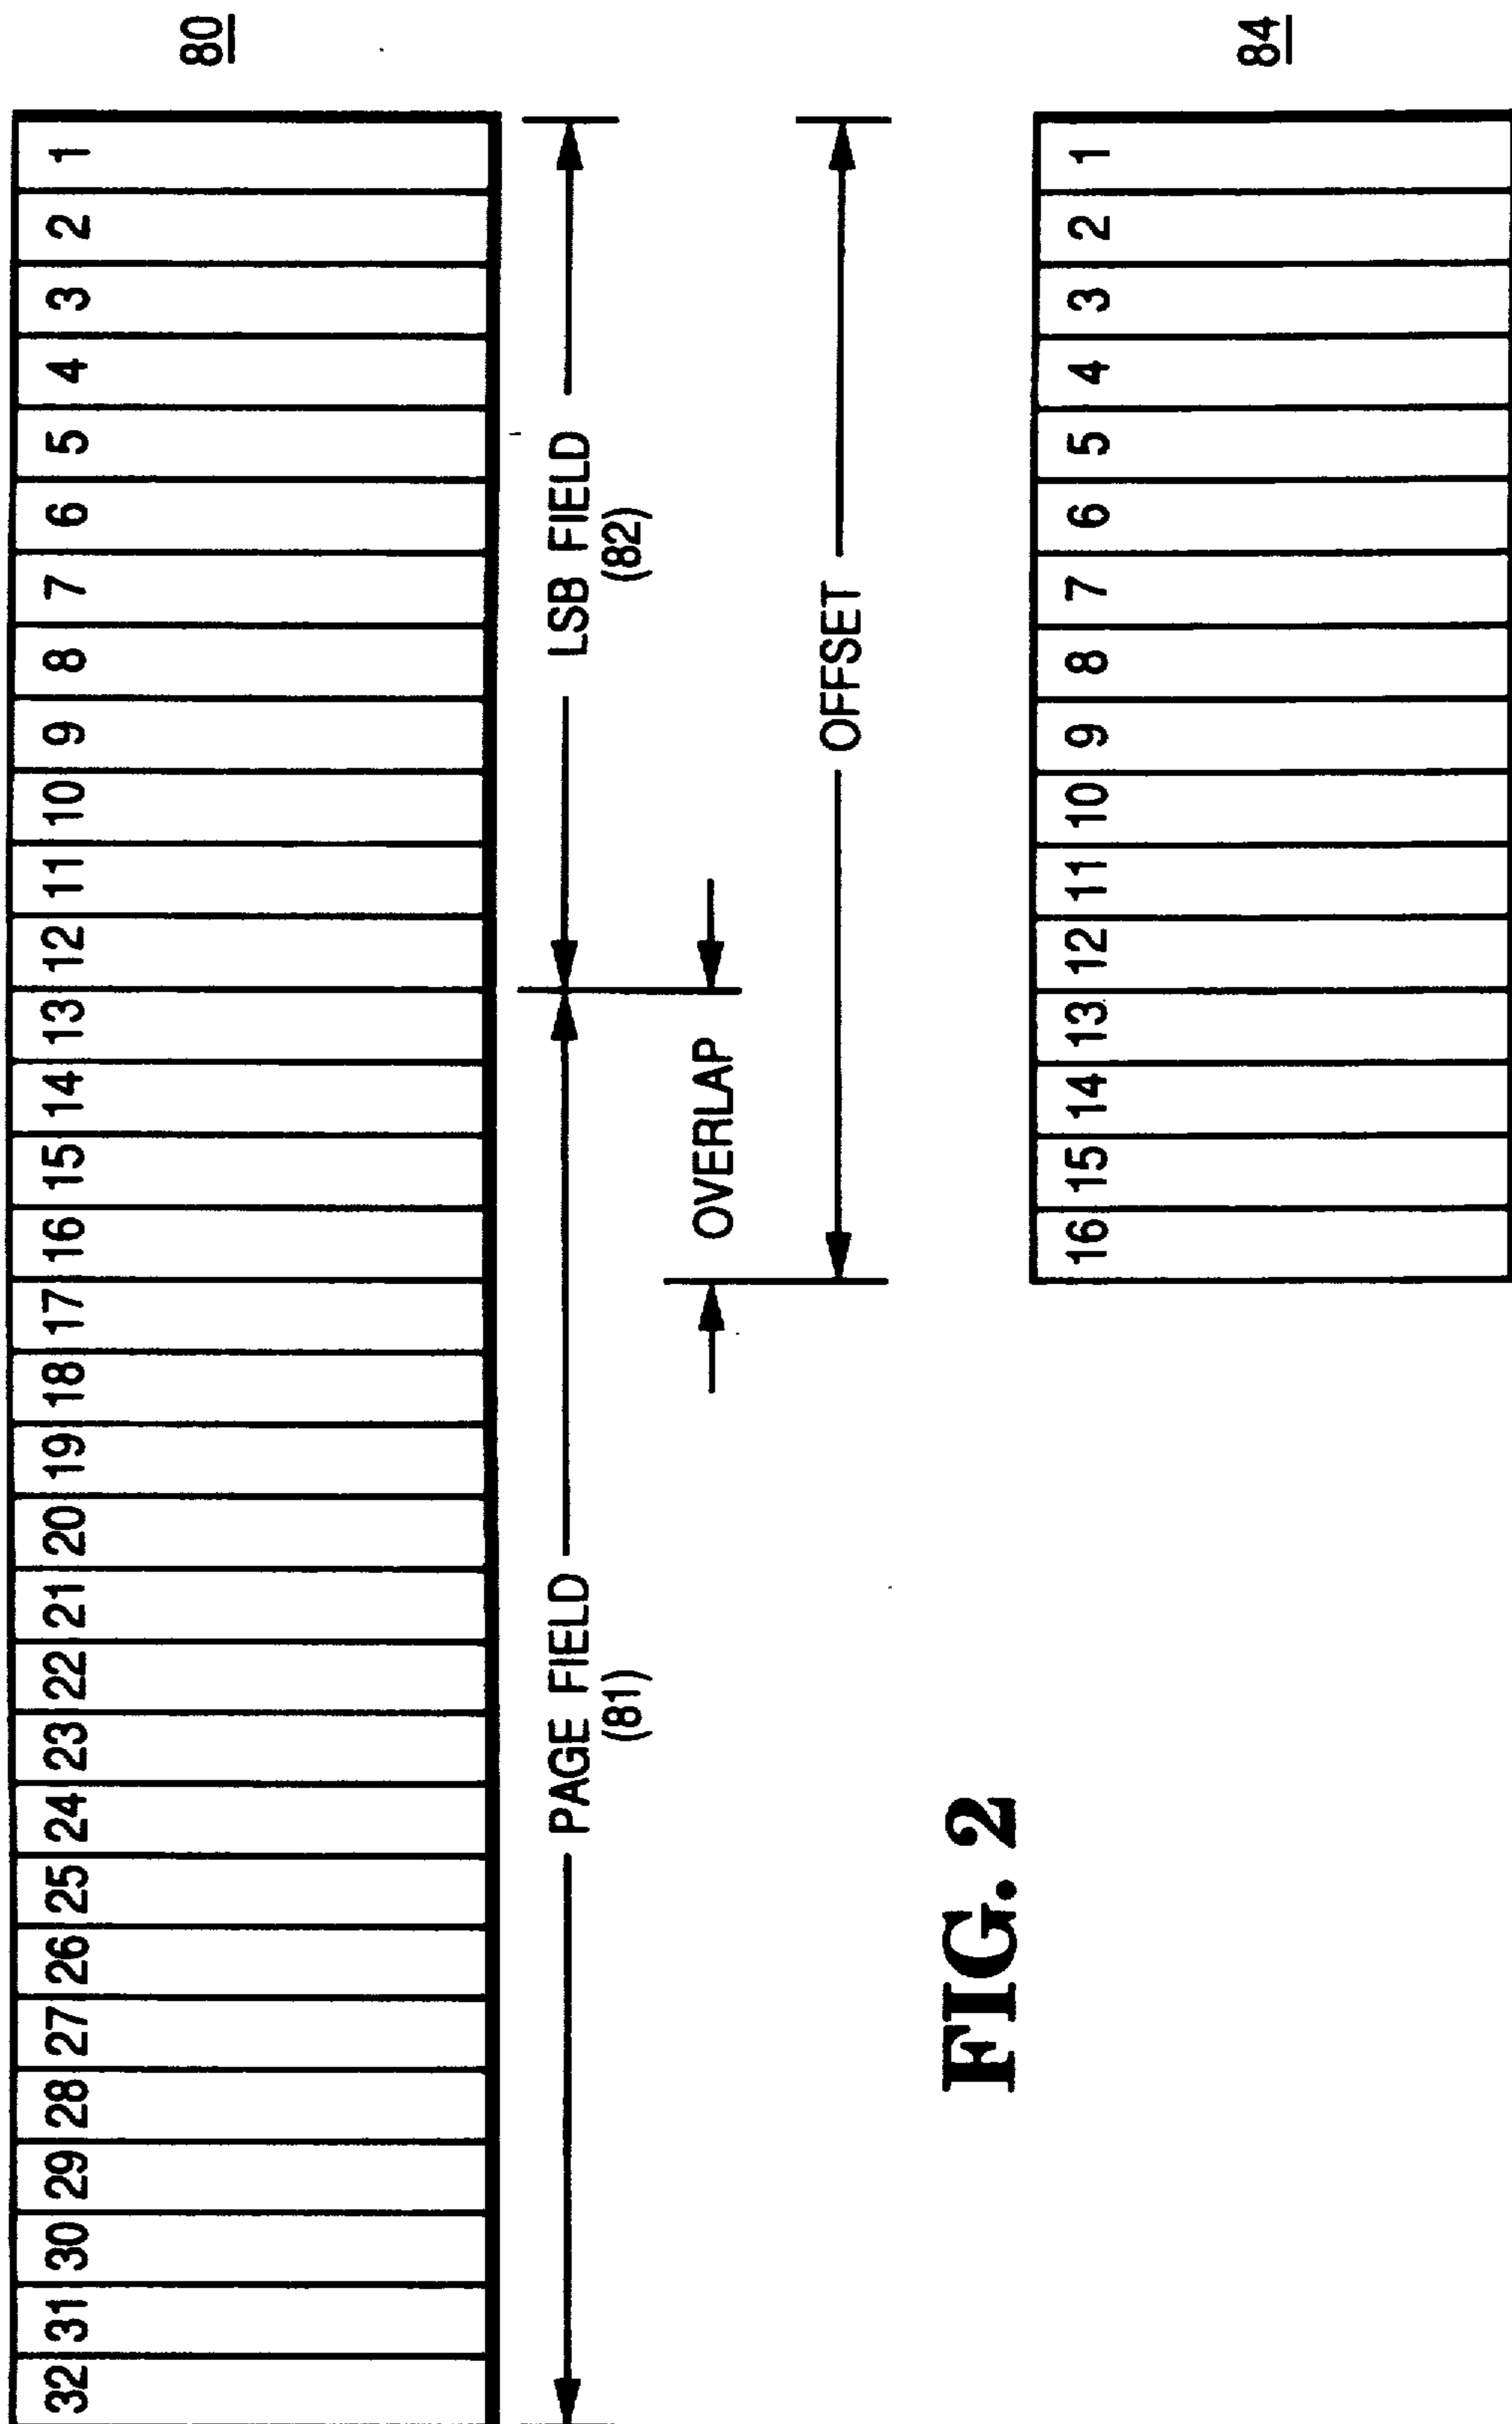 80
32 31 30 29 28 27 26 25 24 23 22 21 20 19 18 17 16 15 14 13 12 11 10 9 8 7 6 5 4 3 2 1
PAGE FIELD
(81)
LSB FIELD
(82)
OVERLAP
OFFSET
84
16 15 14 13 12 11 10 9 8 7 6 5 4 3 2 1
FIG. 2